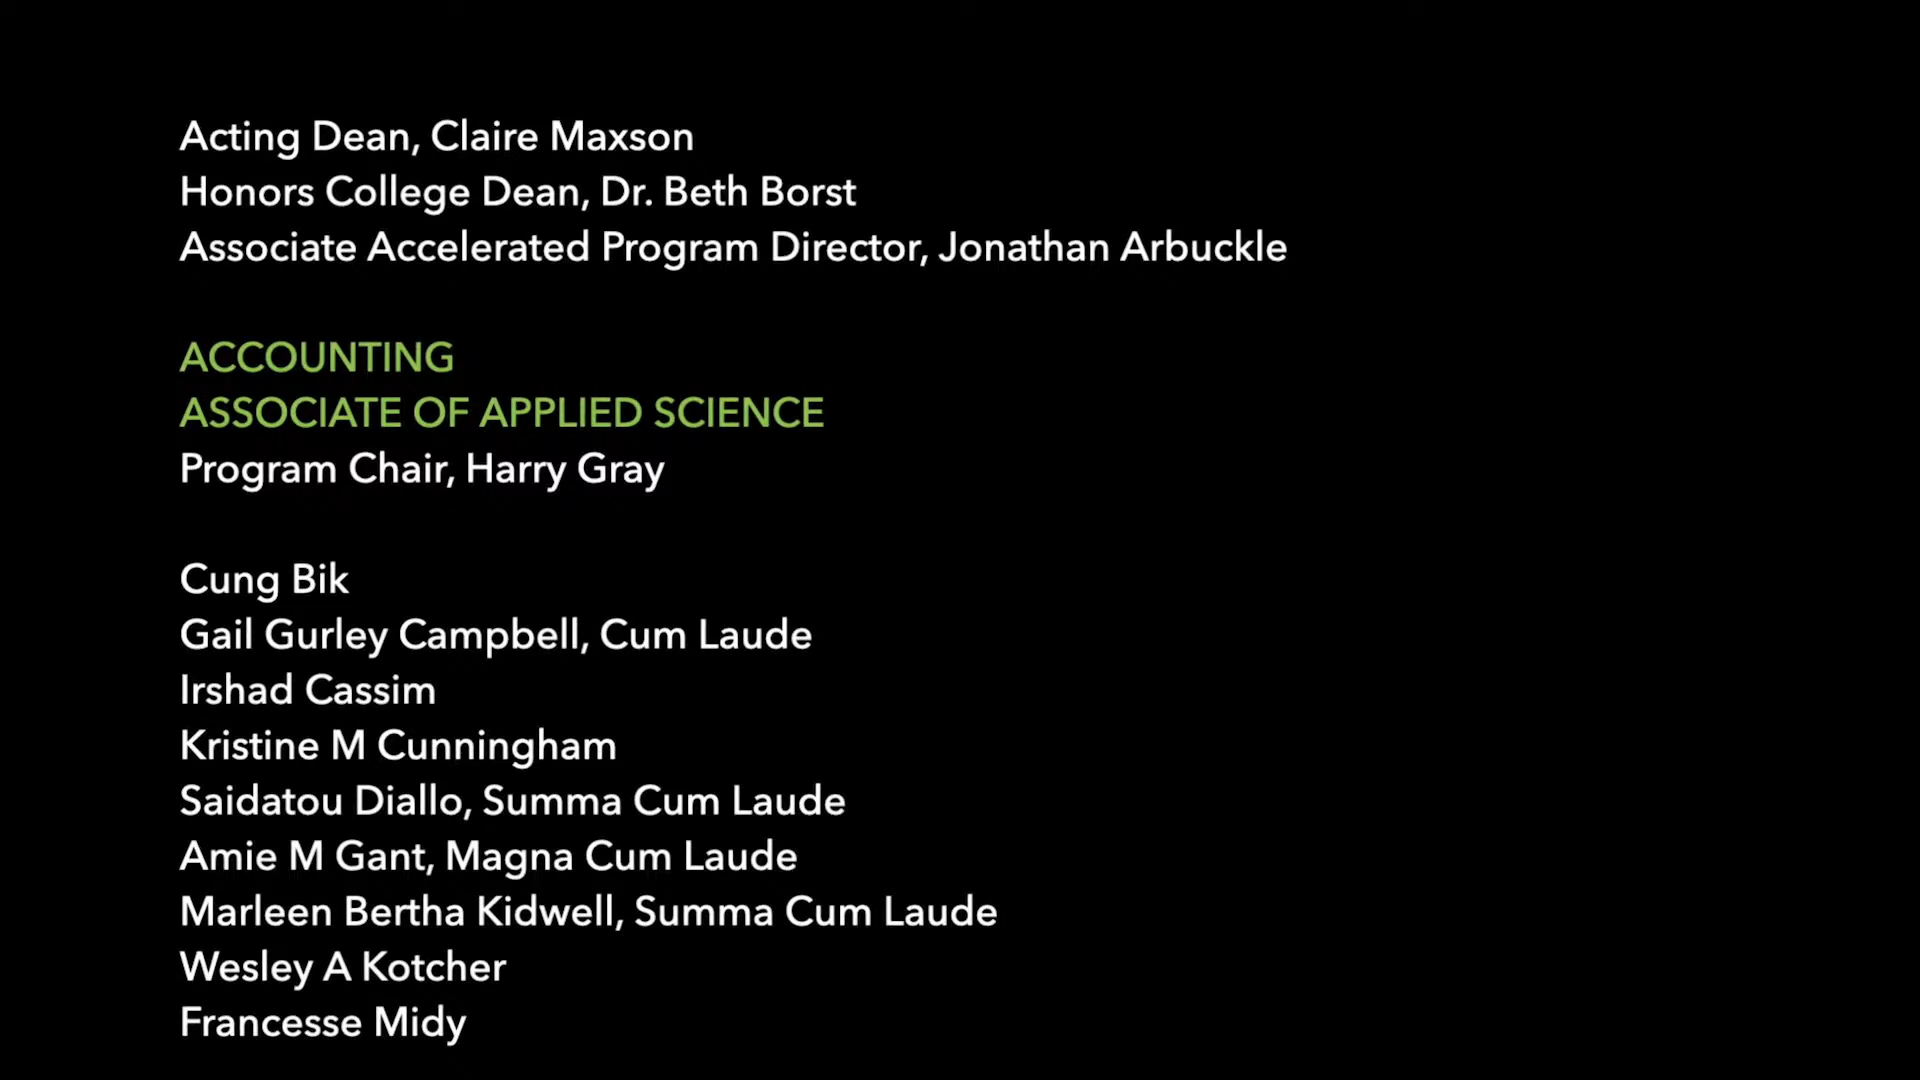 Acting Dean, Claire Maxson
Honors College Dean, Dr. Beth Borst
Associate Accelerated Program Director, Jonathan Arbuckle
ACCOUNTING
ASSOCIATE OF APPLIED SCIENCE
Program Chair, Harry Gray
Cung Bik
Gail Gurley Campbell, Cum Laude
Irshad Cassim
Kristine M Cunningham
Saidatou Diallo, Summa Cum Laude
Amie M Gant, Magna Cum Laude
Marleen Bertha Kidwell, Summa Cum Laude
Wesley A Kotcher
Francesse Midy